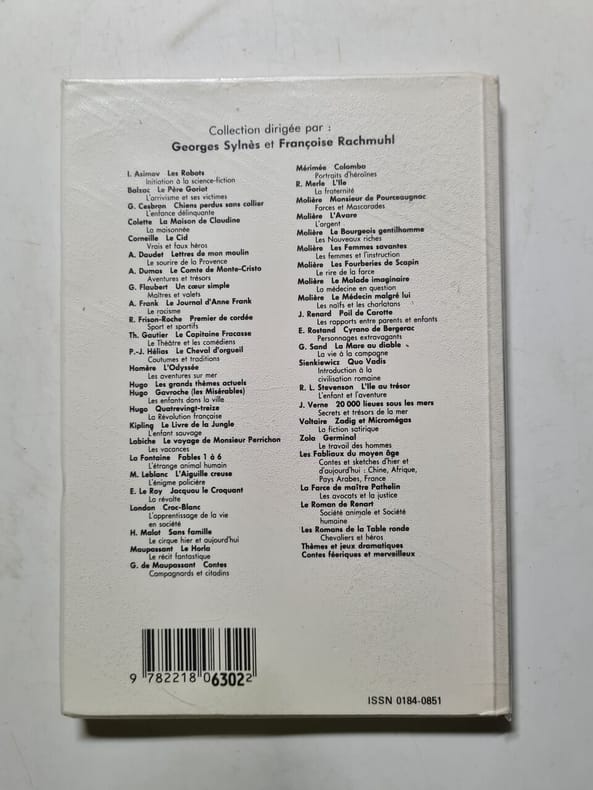 Collection dirigée par :
Georges Sylnès et Françoise Rachmuhl
I. Asimov Les Robots
Initiation à la science-fiction
Balzac Le Père Goriot
L'arrivisme et ses victimes
G. Cesbron Chiens perdus sans collier
L'enfance délinquante
Colette La Maison de Claudine
La maisonnée
Corneille Le Cid
Vrais et faux héros
A. Daudet Lettres de mon moulin
Le sourire de la Provence
A. Dumas Le Comte de Monte-Cristo
Aventures et trésors
G. Flaubert Un cœur simple
Maîtres et valets
A. Frank Le Journal d'Anne Frank
Le racisme
R. Frison-Roche Premier de cordée
Sport et sportifs
Th. Gautier Le Capitaine Fracasse
Le Théâtre et les comédiens
P.-J. Hélias Le Cheval d'orgueil
Coutumes et traditions
Homère L'Odyssée
Les aventures sur mer
Hugo Les grands thèmes actuels
Hugo Gavroche (les Misérables)
Les enfants dans la ville
Hugo Quatrevingt-treize
La Révolution française
Kipling Le Livre de la Jungle
L'enfant sauvage
Labiche Le voyage de Monsieur Perrichon
Les vacances
La Fontaine Fables 1 à 6
L'étrange animal humain
M. Leblanc L'Aiguille creuse
L'énigme policière
E. Le Roy Jacquou le Croquant
La révolte
London Croc-Blanc
L'apprentissage de la vie
en société
H. Malot Sans famille
Le cirque hier et aujourd'hui
Maupassant Le Horla
Le récit fantastique
G. de Maupassant Contes
Campagnards et citadins
Mérimée Colomba
Portraits d'héroïnes
R. Merle L'île
La fraternité
Molière Monsieur de Pourceaugnac
Farces et Mascarades
Molière L'Avare
L'argent
Molière Le Bourgeois gentilhomme
Les Nouveaux riches
Molière Les Femmes savantes
Les femmes et l'instruction
Molière Les Fourberies de Scapin
Le rire de la farce
Molière Le Malade imaginaire
La médecine en question
Molière Le Médecin malgré lui
Les naïfs et les charlatans
J. Renard Poil de Carotte
Les rapports entre parents et enfants
E. Rostand Cyrano de Bergerac
Personnages extravagants
G. Sand La Mare au diable
La vie à la campagne
Sienkiewicz Quo Vadis
Introduction à la
civilisation romaine
R. L. Stevenson L'île au trésor
L'enfant et l'aventure
J. Verne 20 000 lieues sous les mers
Secrets et trésors de la mer
Voltaire Zadig et Micromégas
La fiction satirique
Zola Germinal
Le travail des hommes
Les Fabliaux du moyen âge
Contes et sketches d'hier et
d'aujourd'hui : Chine, Afrique,
Pays Arabes, France
La Farce de maître Pathelin
Les avocats et la justice
Le Roman de Renart
Société animale et Société
humaine
Les Romans de la Table ronde
Chevaliers et héros
Thèmes et jeux dramatiques
Contes féeriques et merveilleux
9 782218 063022
ISSN 0184-0851